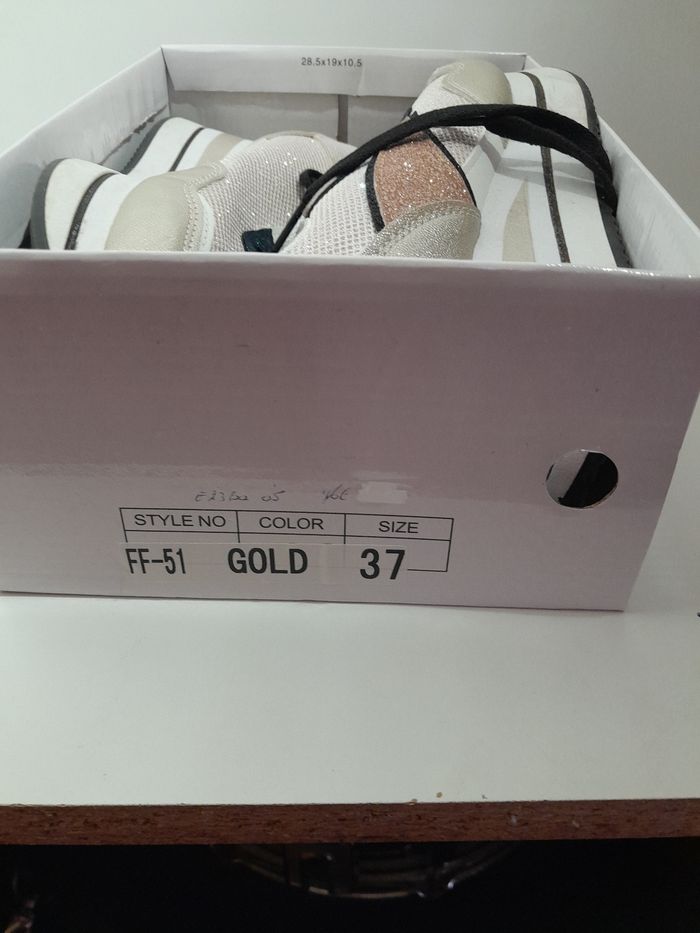 28.5x19x10.5
STYLE NO COLOR SIZE
FF-51 GOLD 37